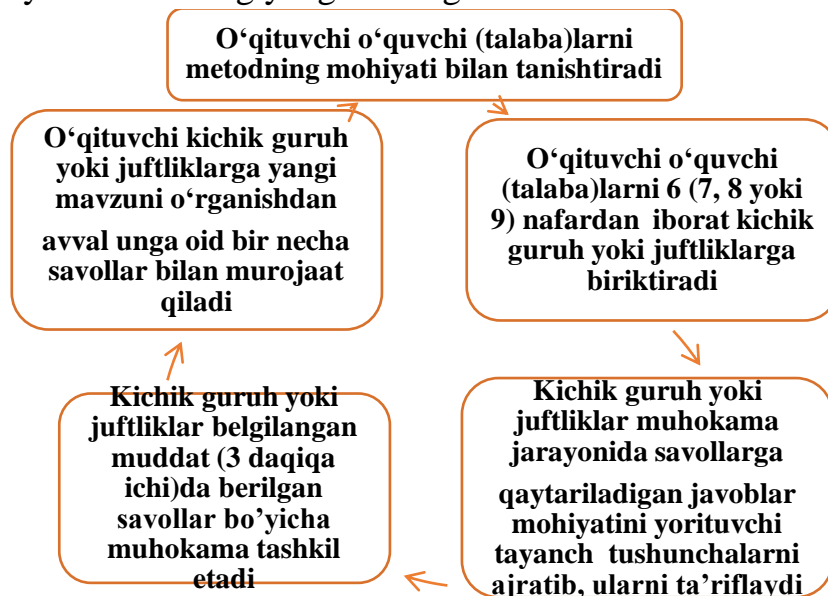 O‘qituvchi o‘quvchi (talaba)larni
metodning mohiyati bilan tanishtiradi
O‘qituvchi o‘quvchi
(talaba)larni 6 (7, 8 yoki
9) nafardan iborat kichik
guruh yoki juftliklarga
biriktiradi
Kichik guruh yoki
juftliklar muhokama
jarayonida savollarga
qaytariladigan javoblar
mohiyatini yorituvchi
tayanch tushunchalarni
ajratib, ularni ta’riflaydi
Kichik guruh yoki
juftliklar belgilangan
muddat (3 daqiqa
ichi)da berilgan
savollar bo’yicha
muhokama tashkil
etadi
O‘qituvchi kichik guruh
yoki juftliklarga yangi
mavzuni o‘rganishdan
avval unga oid bir necha
savollar bilan murojaat
qiladi